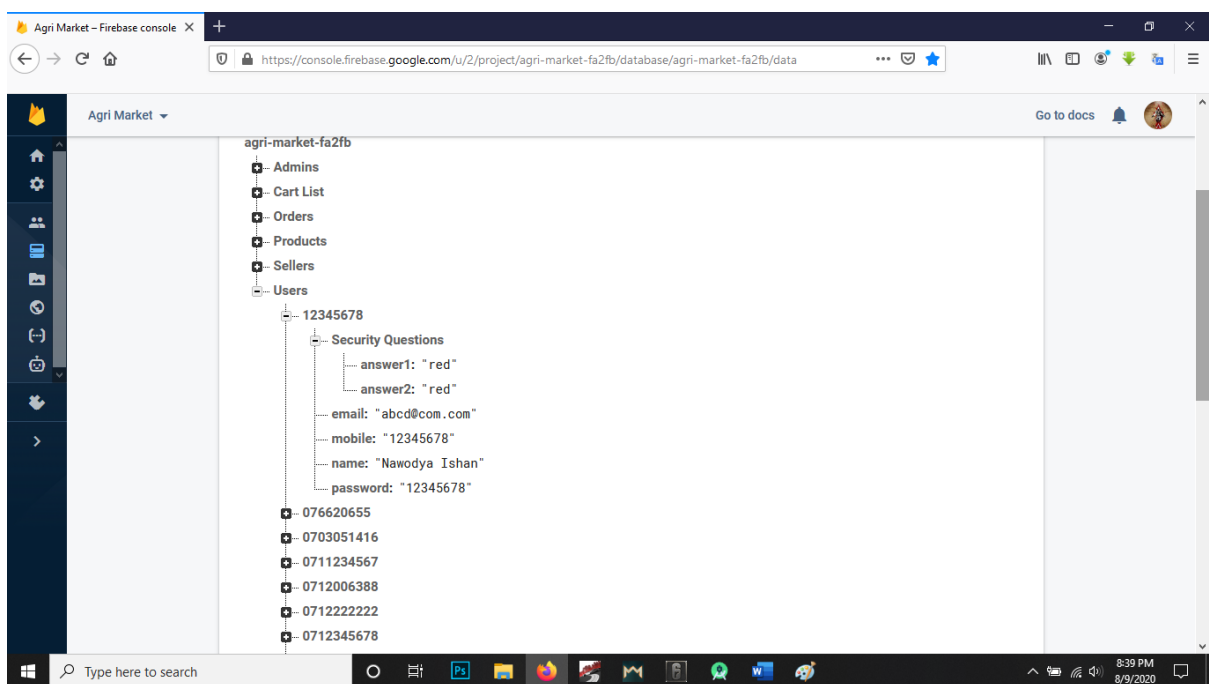 Agri Market – Firebase console
https://console.firebase.google.com/u/2/project/agri-market-fa2fb/database/agri-market-fa2fb/data
Agri Market
Go to docs
agri-market-fa2fb
Admins
Cart List
Orders
Products
Sellers
Users
12345678
Security Questions
answer1: "red"
answer2: "red"
email: "abcd@com.com"
mobile: "12345678"
name: "Nawodya Ishan"
password: "12345678"
076620655
0703051416
0711234567
0712006388
0712222222
0712345678
Type here to search
Ps
W
8:39 PM
8/9/2020